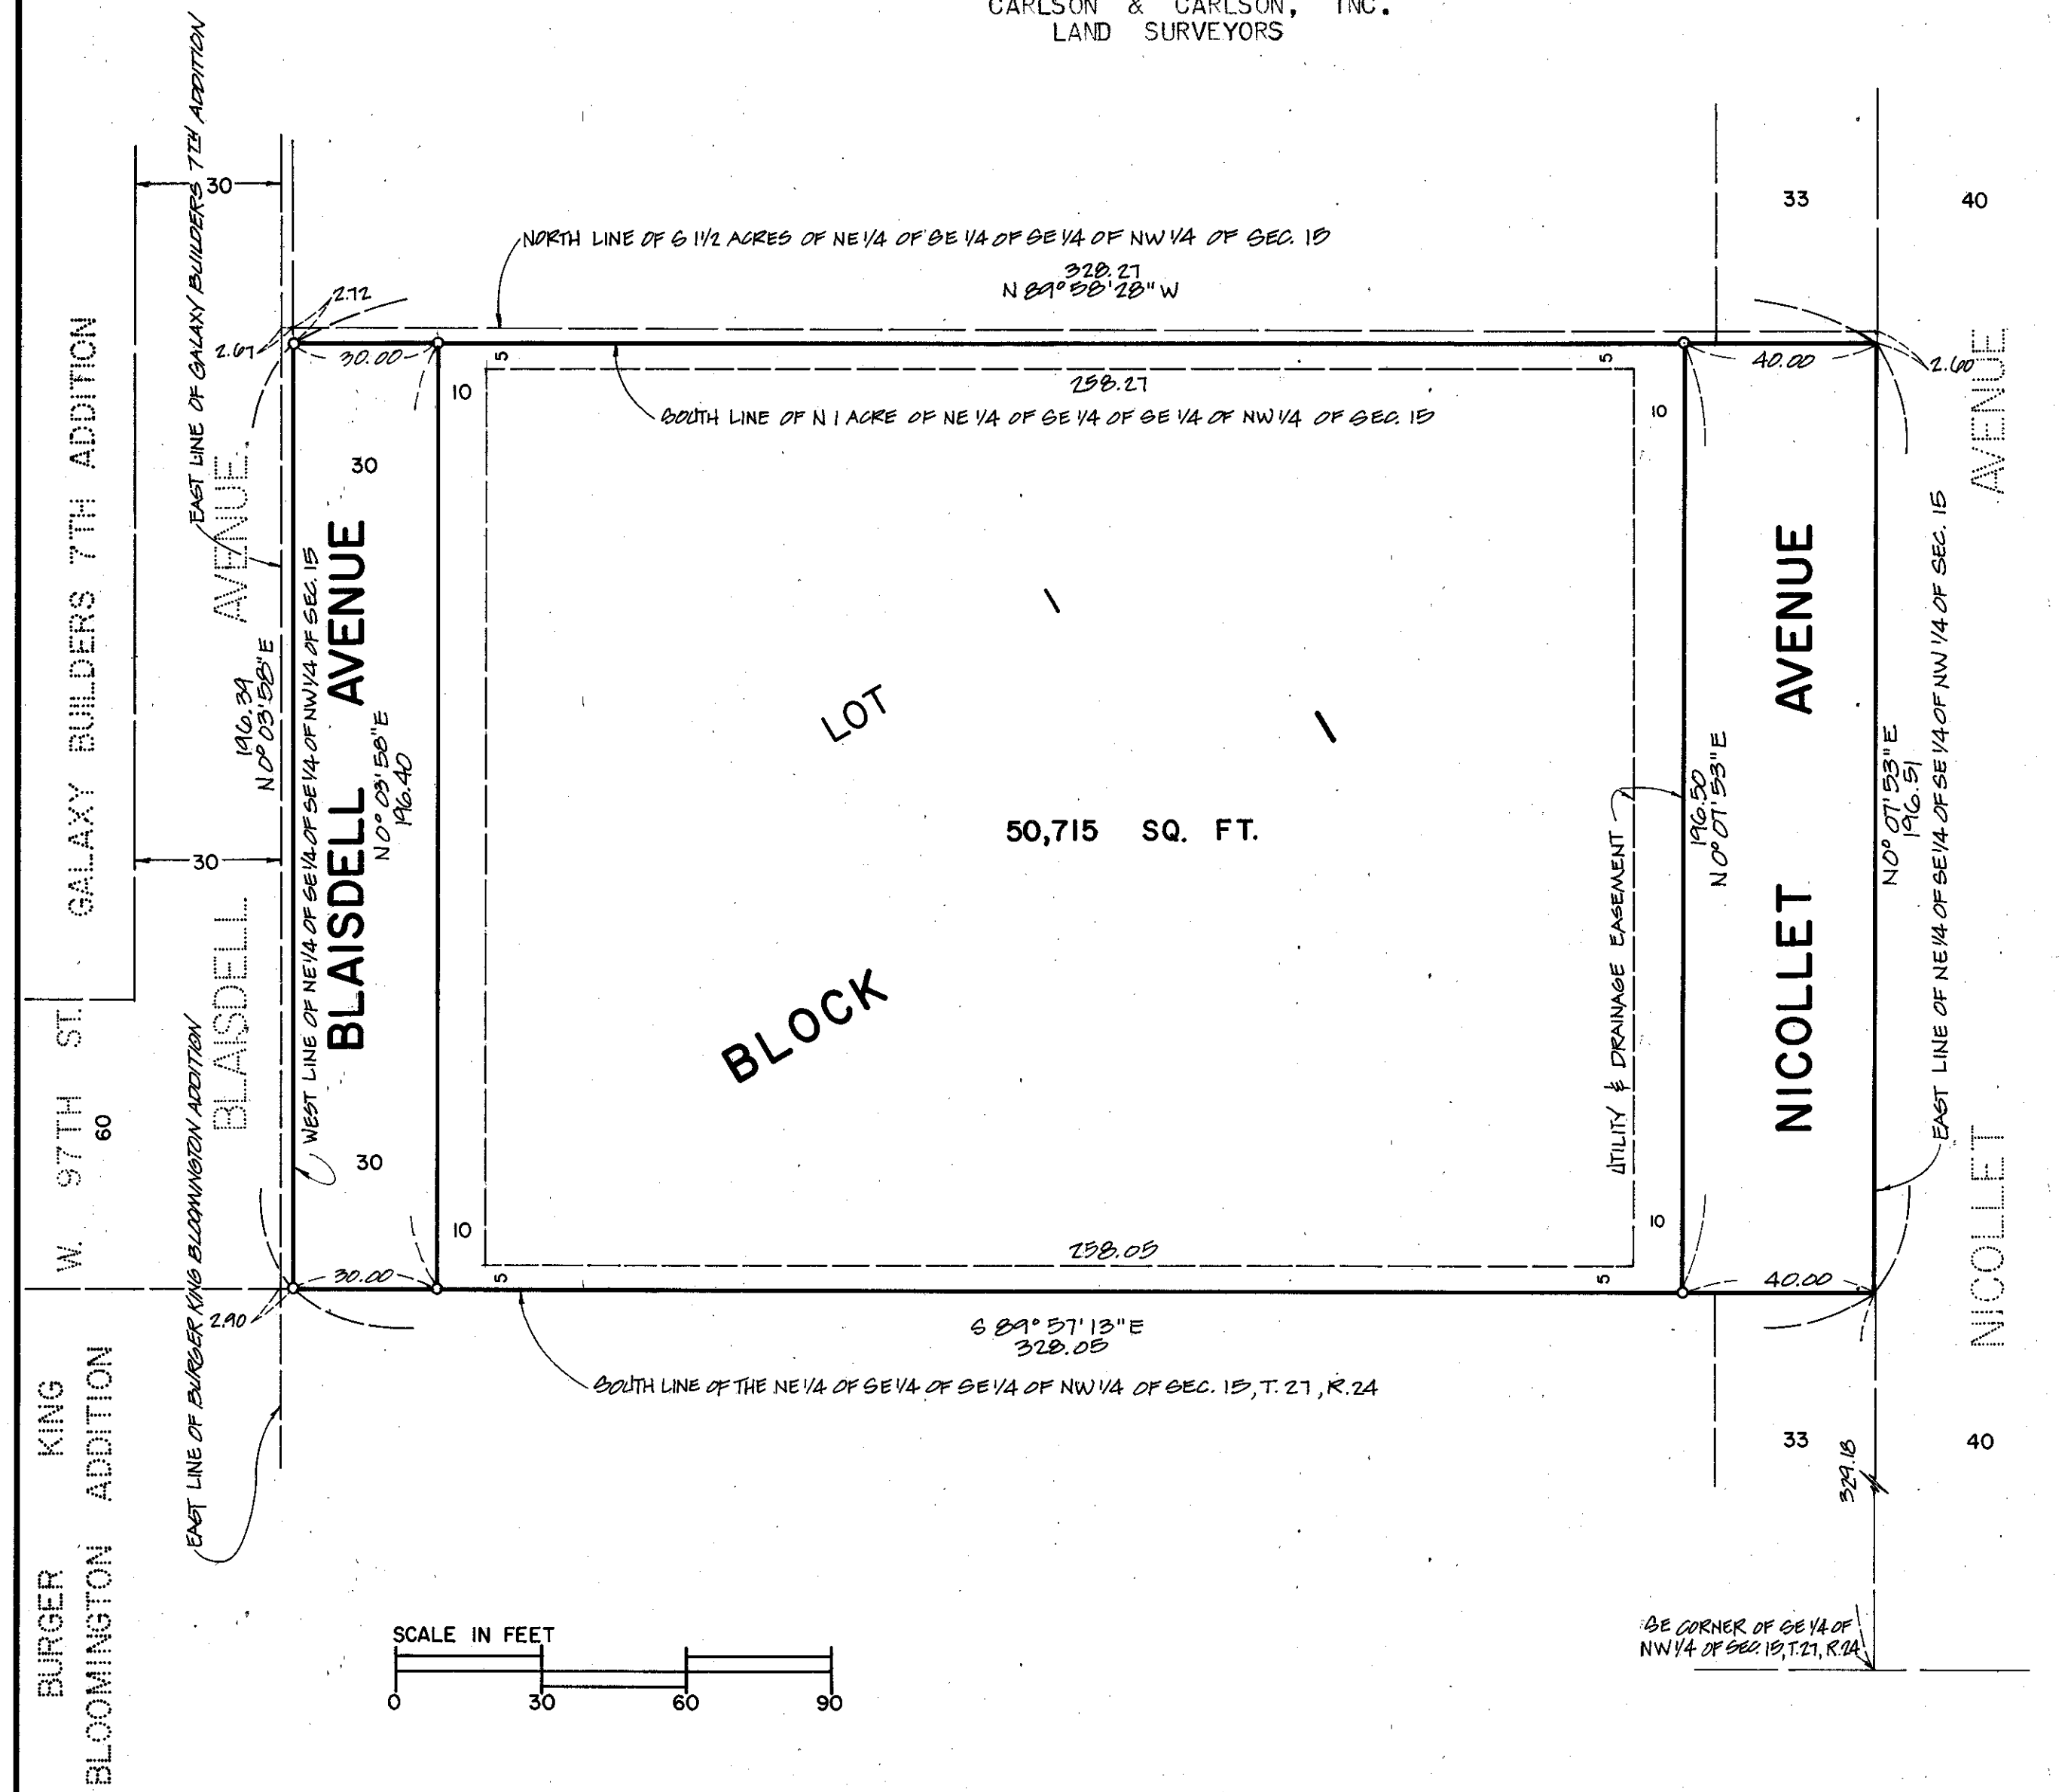 CARLSON & CARLSON, INC.
LAND SURVEYORS
EAST LINE OF GALAXY BUILDERS 7TH ADDITION
30
33
40
NORTH LINE OF S 1 1/2 ACRES OF NE 1/4 OF SE 1/4 OF SE 1/4 OF NW 1/4 OF SEC. 15
328.27
N 89° 58' 28" W
2.72
2.67
30.00
5
258.27
5
40.00
2.60
10
10
SOUTH LINE OF N 1 ACRE OF NE 1/4 OF SE 1/4 OF SE 1/4 OF NW 1/4 OF SEC. 15
30
GALAXY BUILDERS 7TH ADDITION
BLAISDELL AVENUE
196.39
N 0° 03' 58" E
WEST LINE OF NE 1/4 OF SE 1/4 OF SE 1/4 OF NW 1/4 OF SEC. 15
BLAISDELL AVENUE
N 0° 03' 58" E
196.40
LOT 1
BLOCK 1
50,715 SQ. FT.
UTILITY & DRAINAGE EASEMENT
196.50
N 0° 07' 53" E
NICOLLET AVENUE
N 0° 07' 53" E
196.51
EAST LINE OF NE 1/4 OF SE 1/4 OF SE 1/4 OF NW 1/4 OF SEC. 15
NICOLLET AVENUE
30
W. 97TH ST.
60
EAST LINE OF BURGER KING BLOOMINGTON ADDITION
30
10
10
30.00
5
258.05
5
40.00
2.90
S 89° 57' 13" E
328.05
SOUTH LINE OF THE NE 1/4 OF SE 1/4 OF SE 1/4 OF NW 1/4 OF SEC. 15, T. 27, R. 24
BURGER KING
BLOOMINGTON ADDITION
33
40
329.18
SE CORNER OF SE 1/4 OF
NW 1/4 OF SEC. 15, T. 27, R. 24
SCALE IN FEET
0 30 60 90